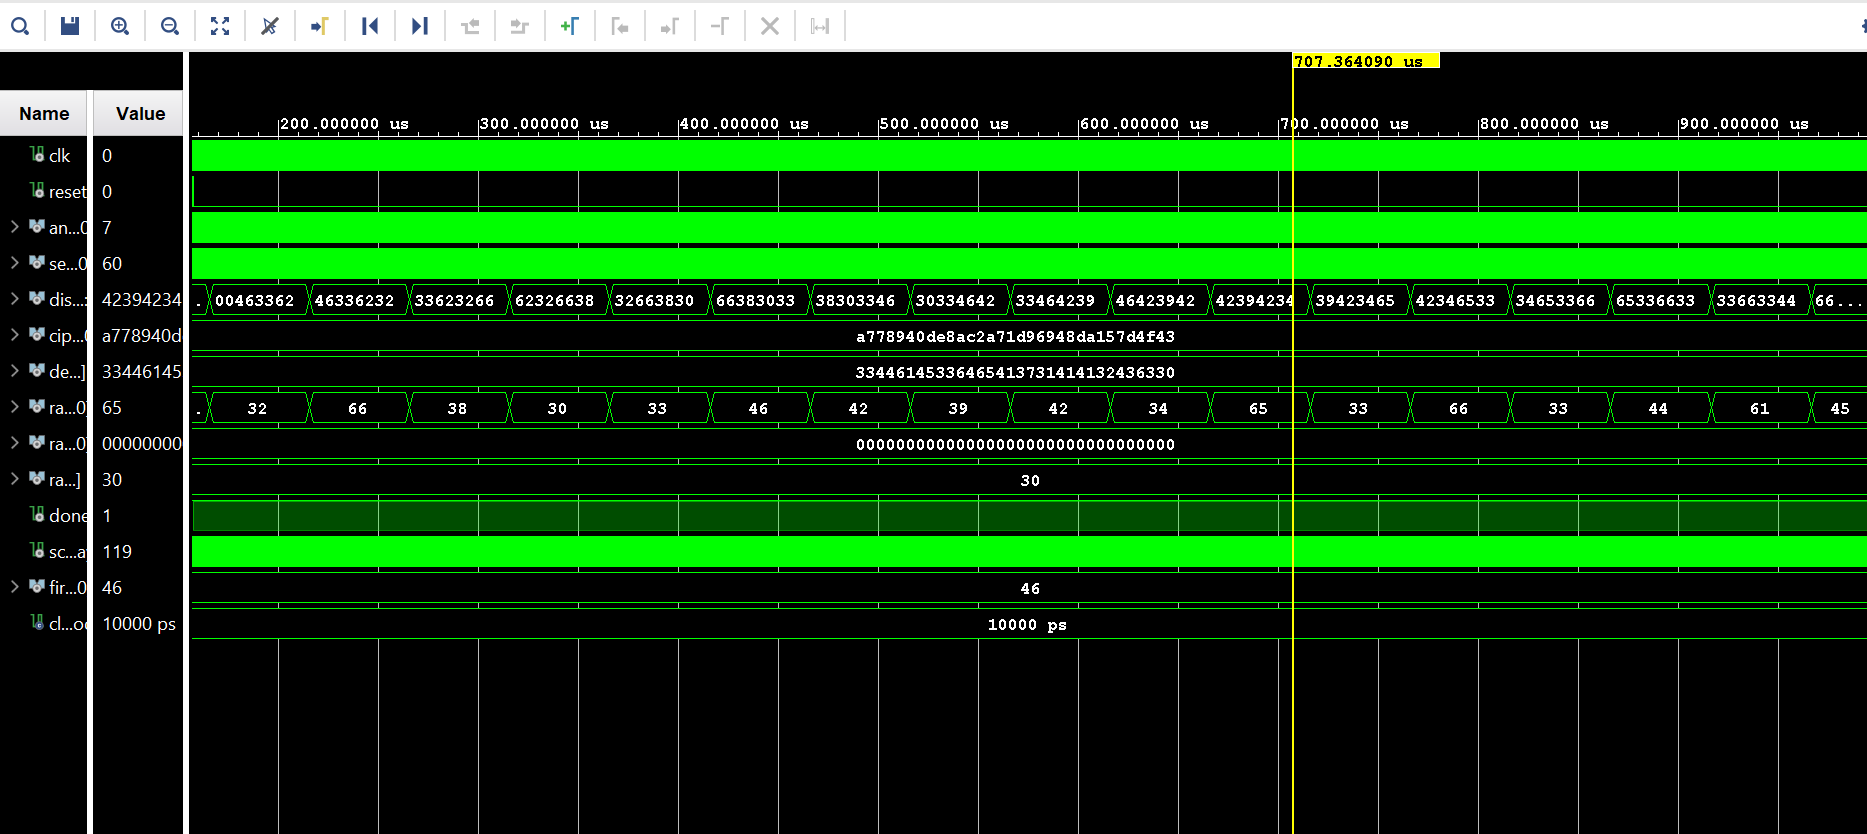 707.364090 us
Name Value
200.000000 us 300.000000 us 400.000000 us 500.000000 us 600.000000 us 700.000000 us 800.000000 us 900.000000 us
clk 0
reset 0
an...0 7
se...0 60
dis...: 42394234 . 00463362 46336232 33623266 62326638 32663830 66383033 38303346 30334642 33464239 46423942 42394234 39423465 42346533 34653366 65336633 33663344 66...
cip...0 a778940d a778940de8ac2a71d96948da157d4f43
de...] 33446145 33446145336465413731414132436330
ra...0] 65 . 32 66 38 30 33 46 42 39 42 34 65 33 66 33 44 61 45
ra...0] 00000000 00000000000000000000000000000000
ra...] 30 30
done 1
sc...a 119
fir...0 46 46
cl...o 10000 ps 10000 ps